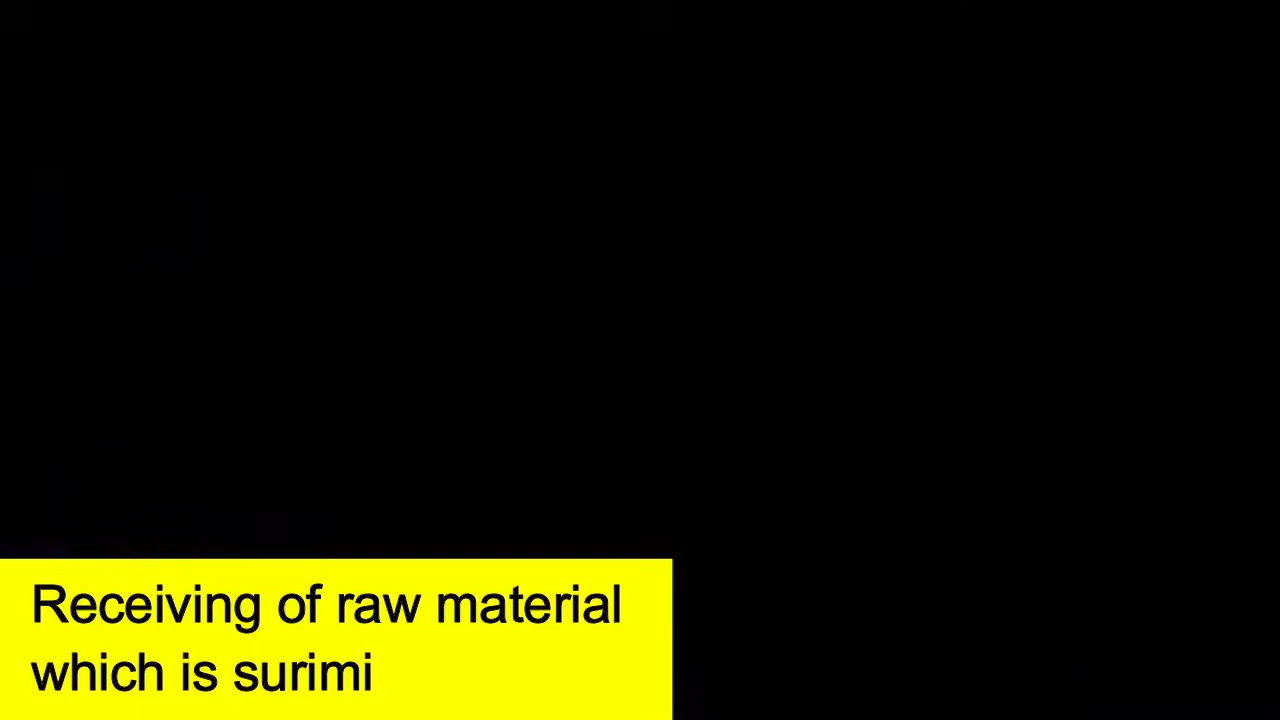 Receiving of raw material
which is surimi